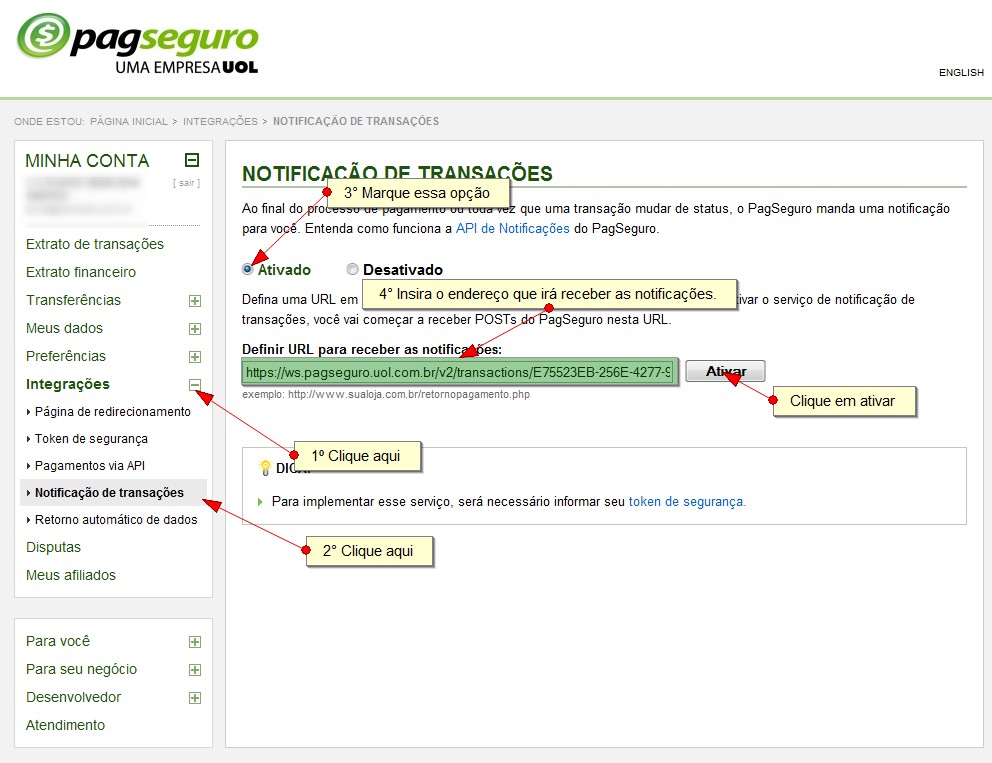 pagseguro
UMA EMPRESA UOL
ENGLISH
ONDE ESTOU: PÁGINA INICIAL > INTEGRAÇÕES > NOTIFICAÇÃO DE TRANSAÇÕES
MINHA CONTA
[ sair ]
Extrato de transações
Extrato financeiro
Transferências
Meus dados
Preferências
Integrações
Página de redirecionamento
Token de segurança
Pagamentos via API
Notificação de transações
Retorno automático de dados
Disputas
Meus afiliados
Para você
Para seu negócio
Desenvolvedor
Atendimento
NOTIFICAÇÃO DE TRANSAÇÕES
3° Marque essa opção
Ao final do processo de pagamento ou toda vez que uma transação mudar de status, o PagSeguro manda uma notificação
para você. Entenda como funciona a API de Notificações do PagSeguro.
Ativado Desativado
4° Insira o endereço que irá receber as notificações.
Defina uma URL em ivar o serviço de notificação de
transações, você vai começar a receber POSTs do PagSeguro nesta URL.
Definir URL para receber as notificações:
https://ws.pagseguro.uol.com.br/v2/transactions/E75523EB-256E-4277-9
Ativar
exemplo: http://www.sualoja.com.br/retornopagamento.php
Clique em ativar
1º Clique aqui
DICA:
Para implementar esse serviço, será necessário informar seu token de segurança.
2° Clique aqui